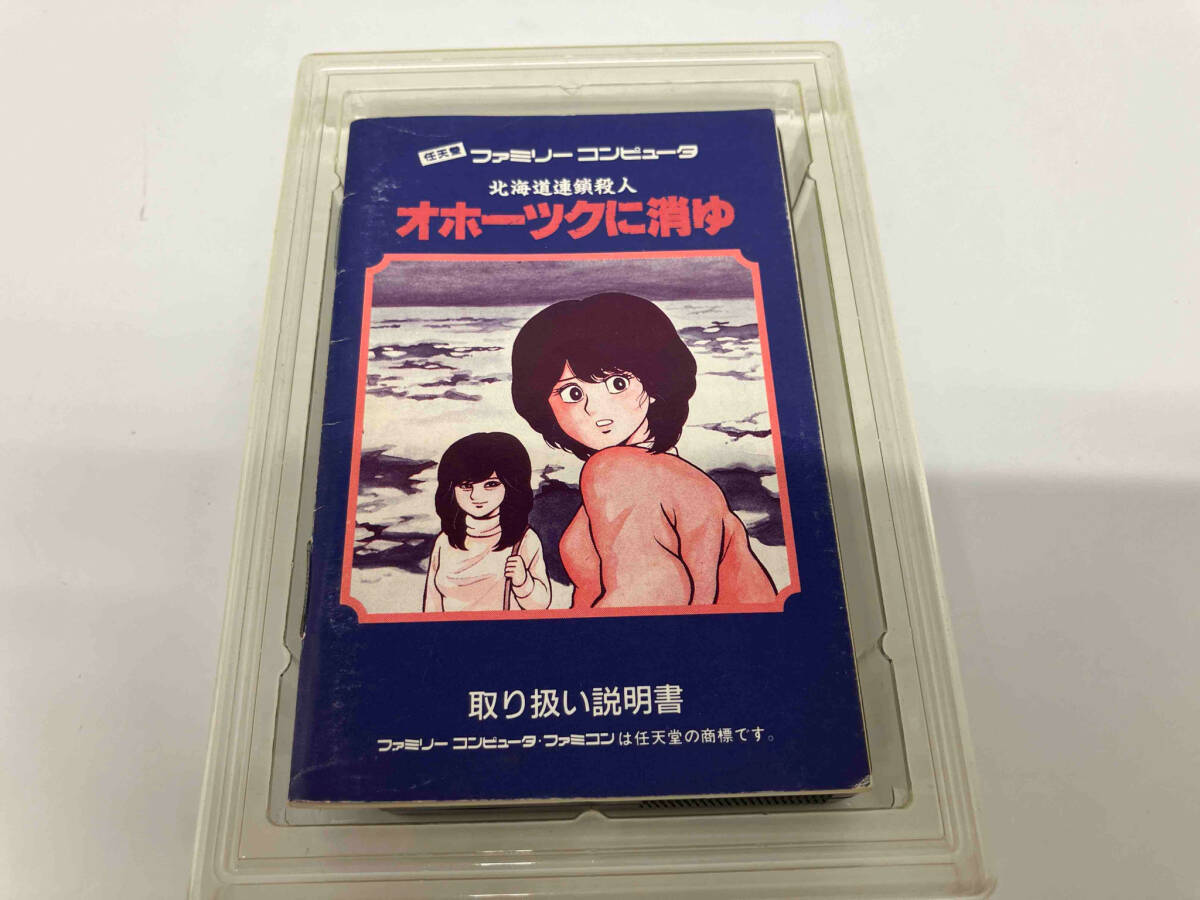 任天堂 ファミリー コンピュータ
北海道連鎖殺人
オホーツクに消ゆ
取り扱い説明書
ファミリー コンピュータ・ファミコンは任天堂の商標です。